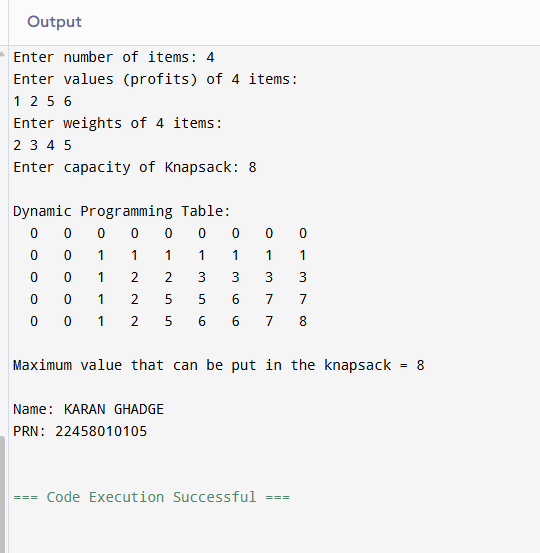 Output
Enter number of items: 4
Enter values (profits) of 4 items:
1 2 5 6
Enter weights of 4 items:
2 3 4 5
Enter capacity of Knapsack: 8
Dynamic Programming Table:
0 0 0 0 0 0 0 0 0
0 0 1 1 1 1 1 1 1
0 0 1 2 2 3 3 3 3
0 0 1 2 5 5 6 7 7
0 0 1 2 5 6 6 7 8
Maximum value that can be put in the knapsack = 8
Name: KARAN GHADGE
PRN: 22458010105
=== Code Execution Successful ===